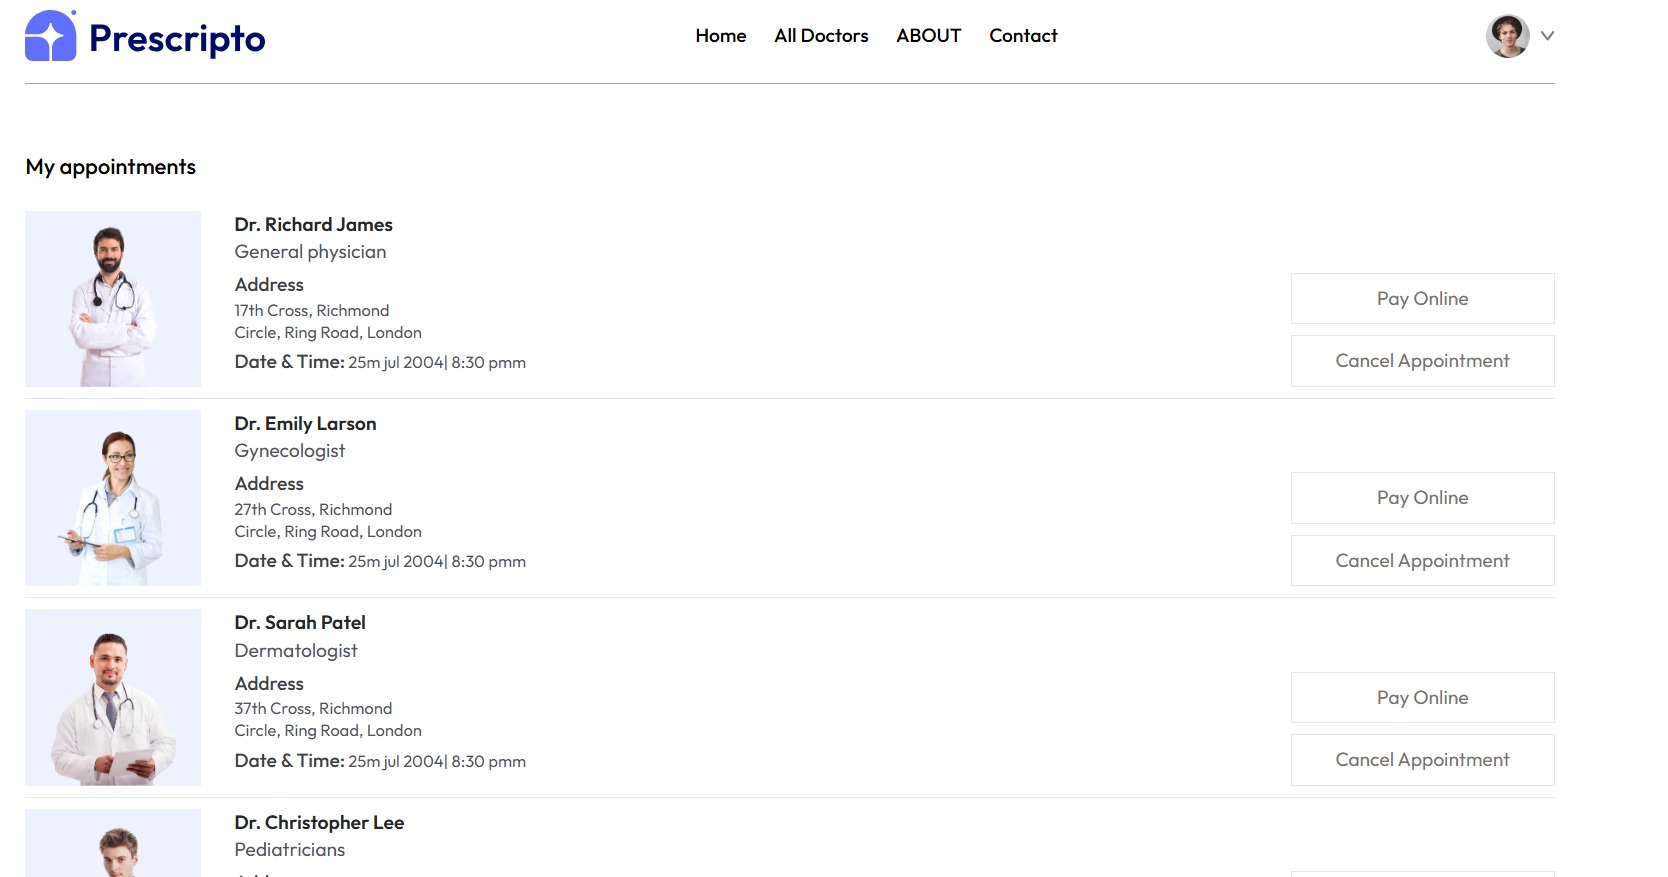 Prescripto
Home All Doctors ABOUT Contact
My appointments
Dr. Richard James
General physician
Address
17th Cross, Richmond
Circle, Ring Road, London
Date & Time: 25m jul 2004| 8:30 pmm
Pay Online
Cancel Appointment
Dr. Emily Larson
Gynecologist
Address
27th Cross, Richmond
Circle, Ring Road, London
Date & Time: 25m jul 2004| 8:30 pmm
Pay Online
Cancel Appointment
Dr. Sarah Patel
Dermatologist
Address
37th Cross, Richmond
Circle, Ring Road, London
Date & Time: 25m jul 2004| 8:30 pmm
Pay Online
Cancel Appointment
Dr. Christopher Lee
Pediatricians